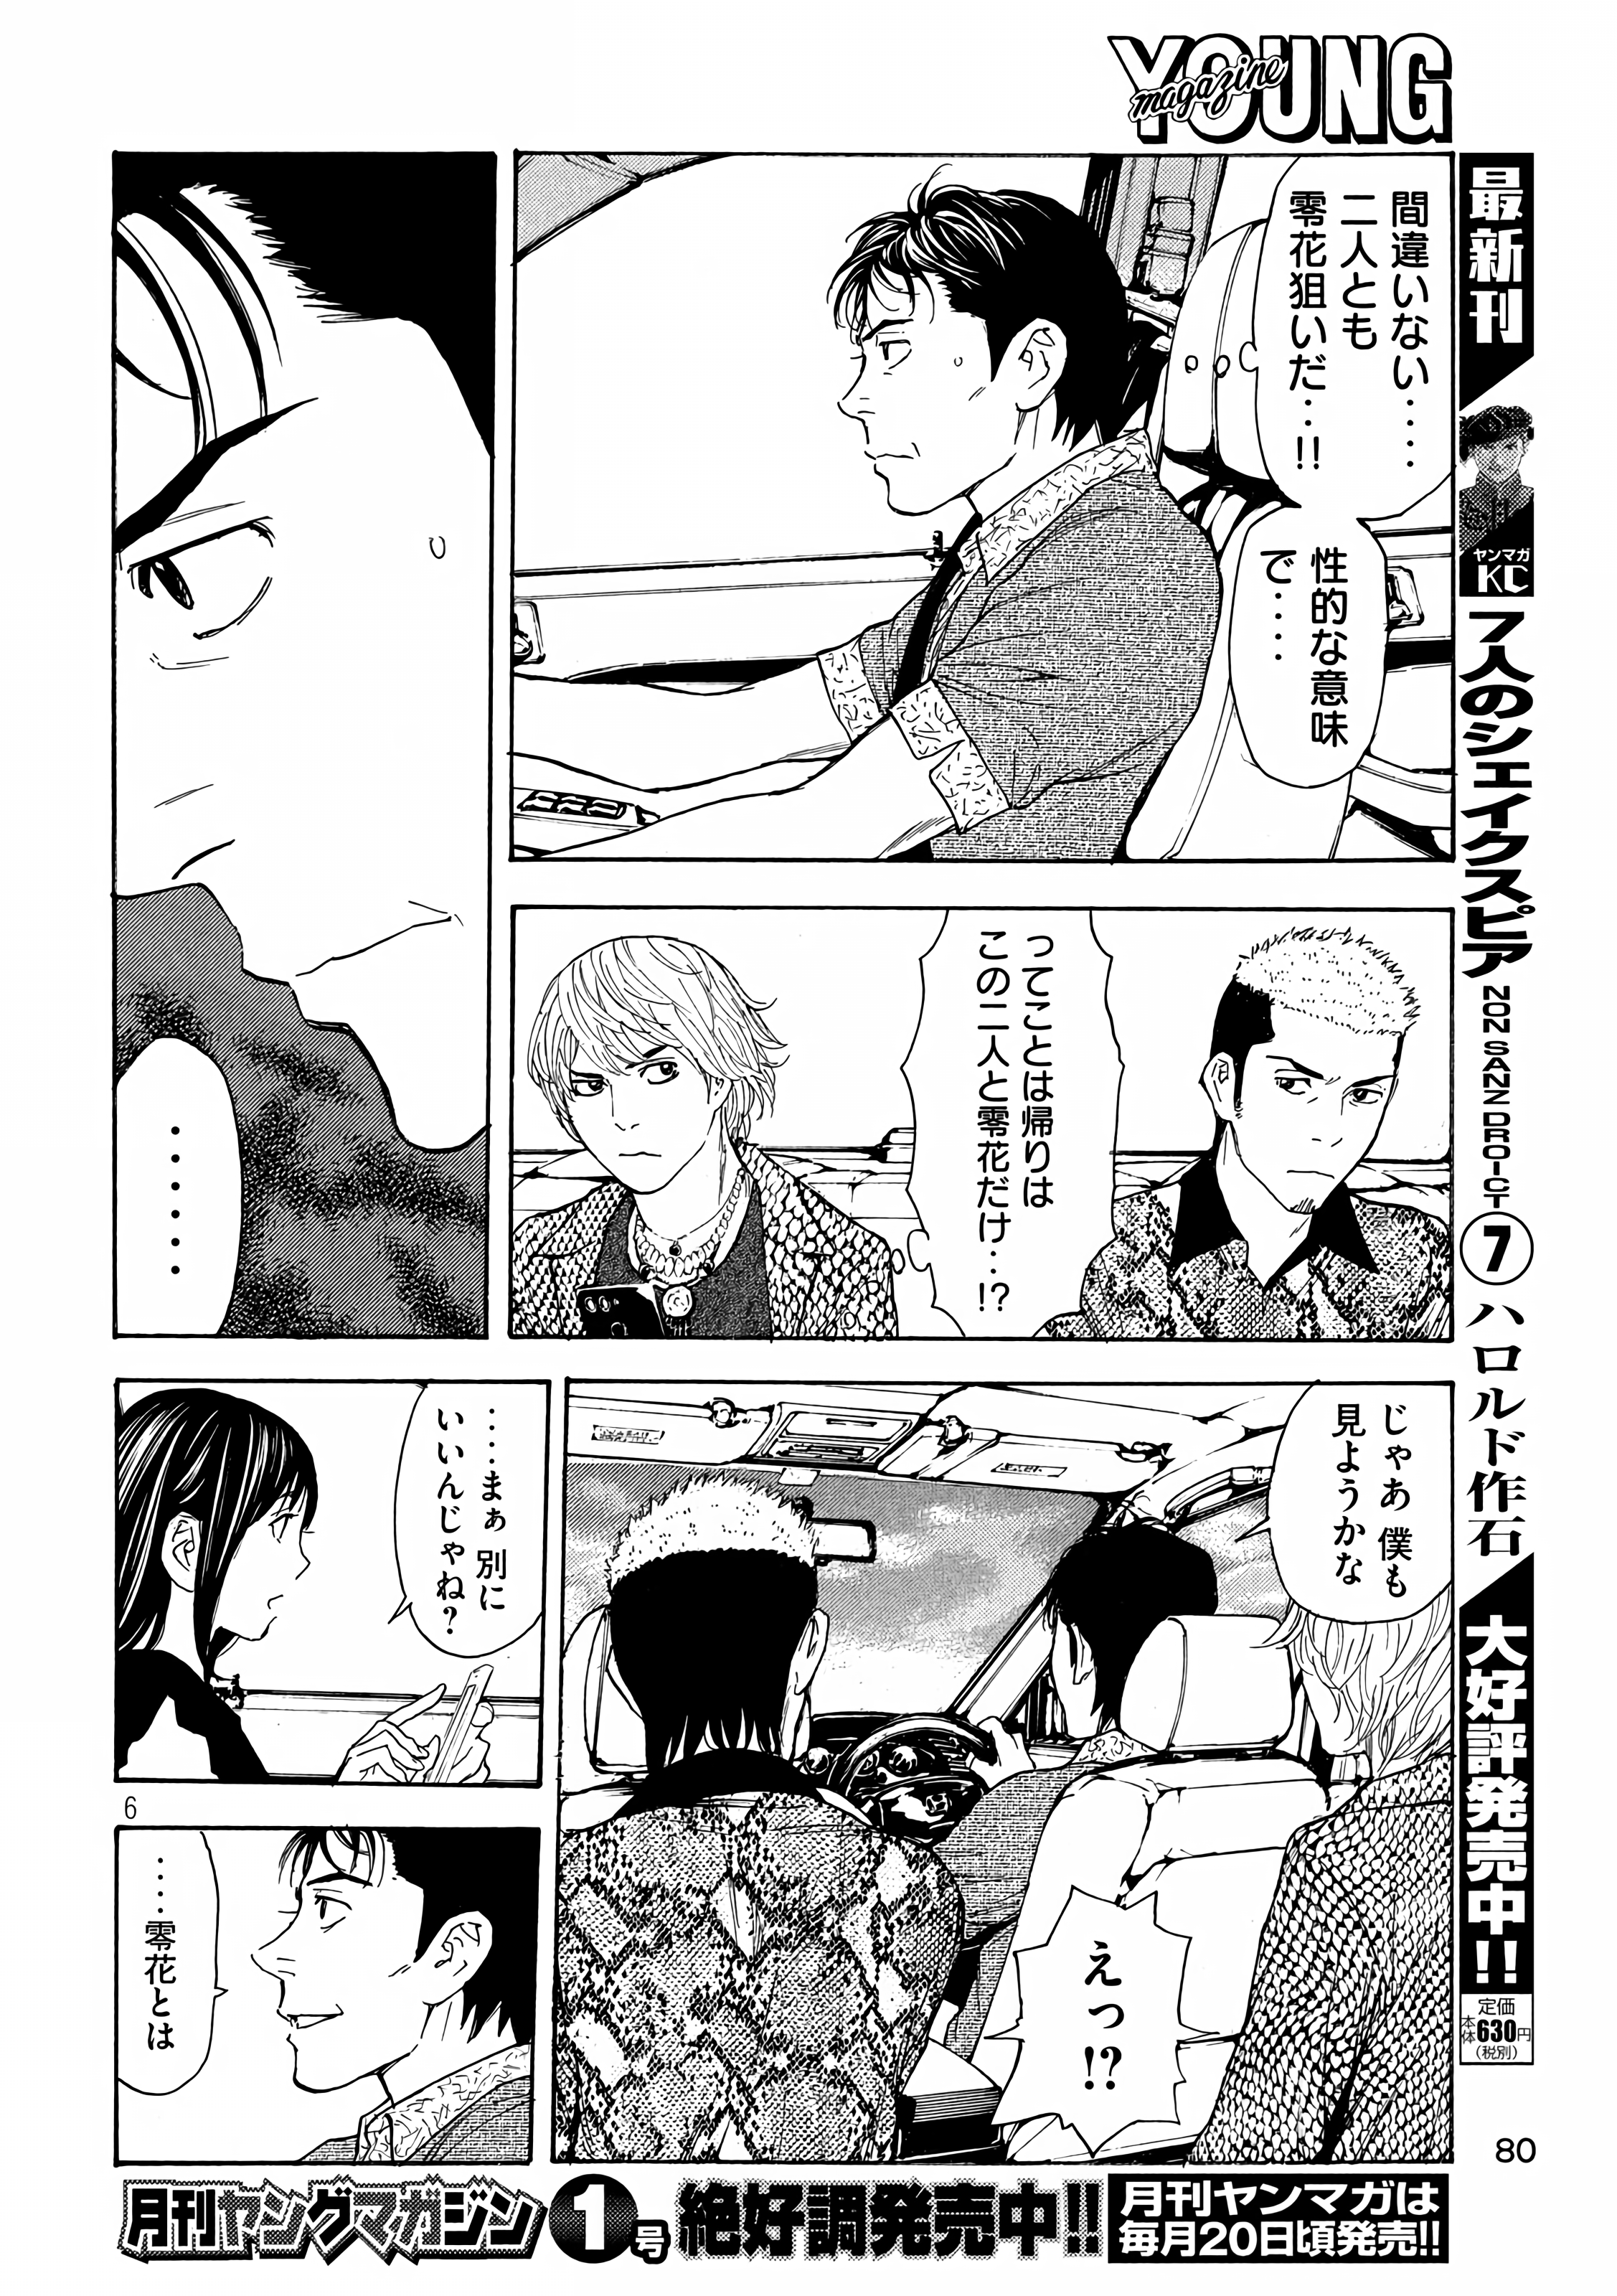 YOUNG
magazine
間違いない‥‥‥
二人とも
零花狙いだ‥‥!!
性的な意味
で‥‥‥
ってことは帰りは
この二人と零花だけ‥‥!?
‥‥‥‥‥‥
じゃあ 僕も
見ようかな
えっ!?
‥‥‥まぁ 別に
いいんじゃね?
‥‥‥零花とは
6
最新刊
ヤンマガ
KC
7人のシェイクスピア
NON SANZ DROICT
7
ハロルド作石
大好評発売中!!
定価
本体630円
(税別)
80
月刊ヤングマガジン
1号
絶好調発売中!!
月刊ヤンマガは
毎月20日頃発売!!